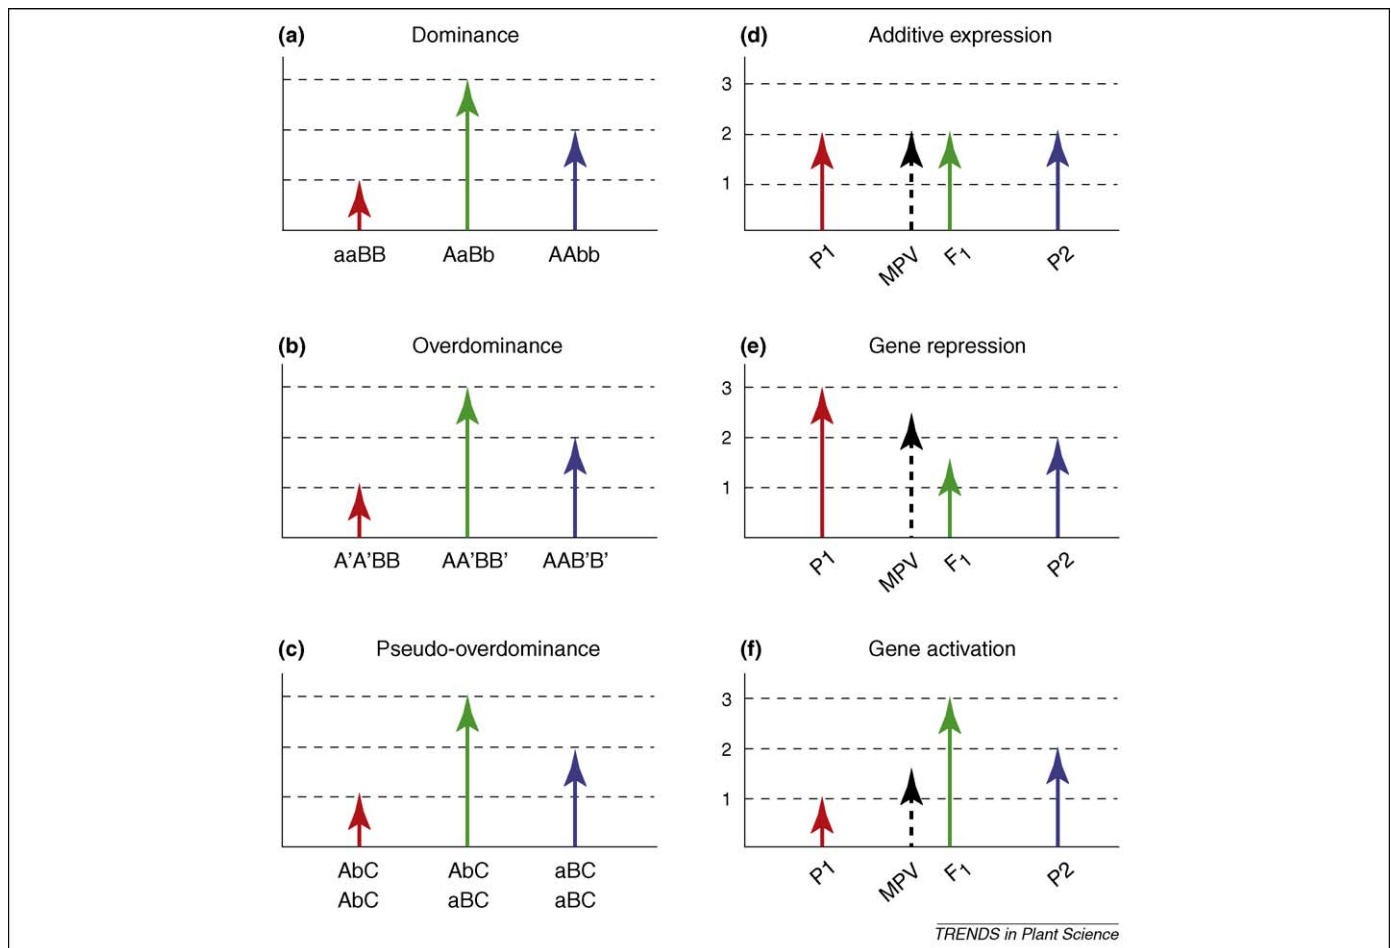 (a) Dominance
aaBB AaBb AAbb
(b) Overdominance
A'A'BB AA'BB' AAB'B'
(c) Pseudo-overdominance
AbC AbC aBC
AbC aBC aBC
(d) Additive expression
3
2
1
P1 MPV F1 P2
(e) Gene repression
3
2
1
P1 MPV F1 P2
(f) Gene activation
3
2
1
P1 MPV F1 P2
TRENDS in Plant Science